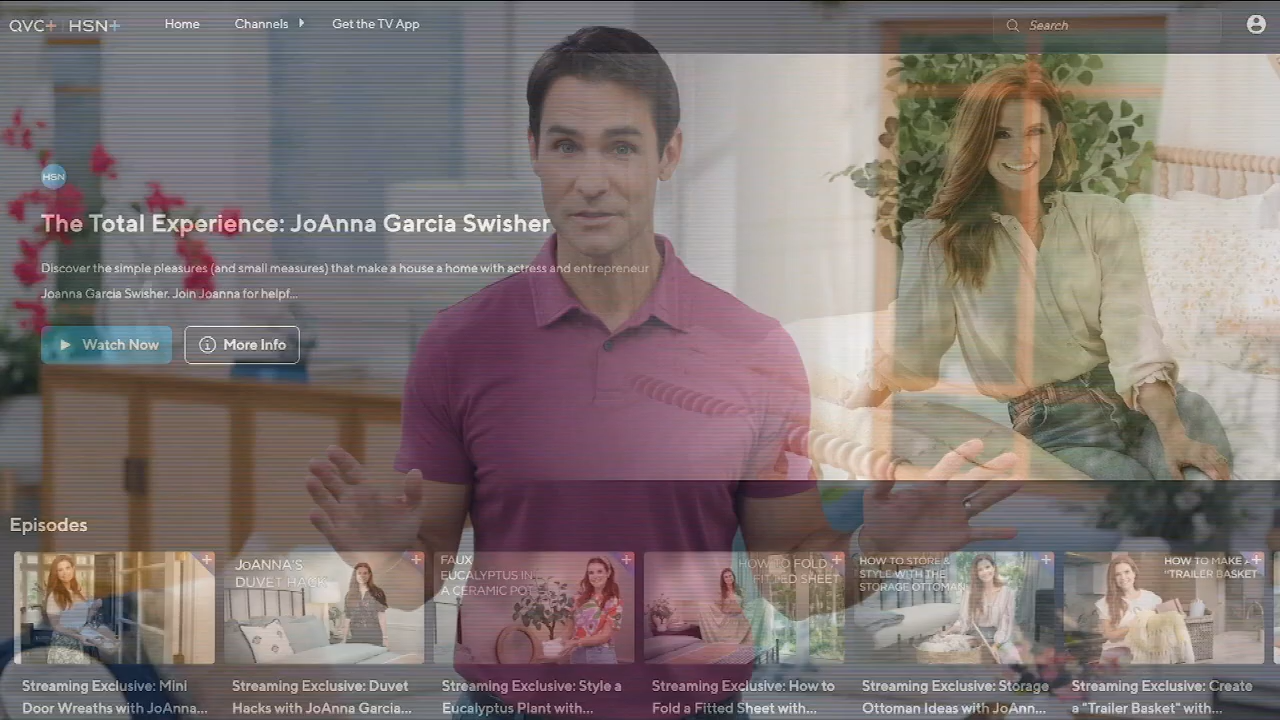 QVC+ HSN+
Home
Channels
Get the TV App
Search
HSN
The Total Experience: JoAnna Garcia Swisher
Discover the simple pleasures (and small measures) that make a house a home with actress and entrepreneur
Joanna Garcia Swisher. Join Joanna for helpf...
Watch Now
More Info
Episodes
JoANNA'S
DUVET HACK
FAUX
EUCALYPTUS IN
A CERAMIC POT
HOW TO FOLD A
FITTED SHEET
HOW TO STORE &
STYLE WITH THE
STORAGE OTTOMAN
HOW TO MAKE A
"TRAILER BASKET"
Streaming Exclusive: Mini
Door Wreaths with JoAnna...
Streaming Exclusive: Duvet
Hacks with JoAnna Garcia...
Streaming Exclusive: Style a
Eucalyptus Plant with...
Streaming Exclusive: How to
Fold a Fitted Sheet with...
Streaming Exclusive: Storage
Ottoman Ideas with JoAnn...
Streaming Exclusive: Create
a "Trailer Basket" with...